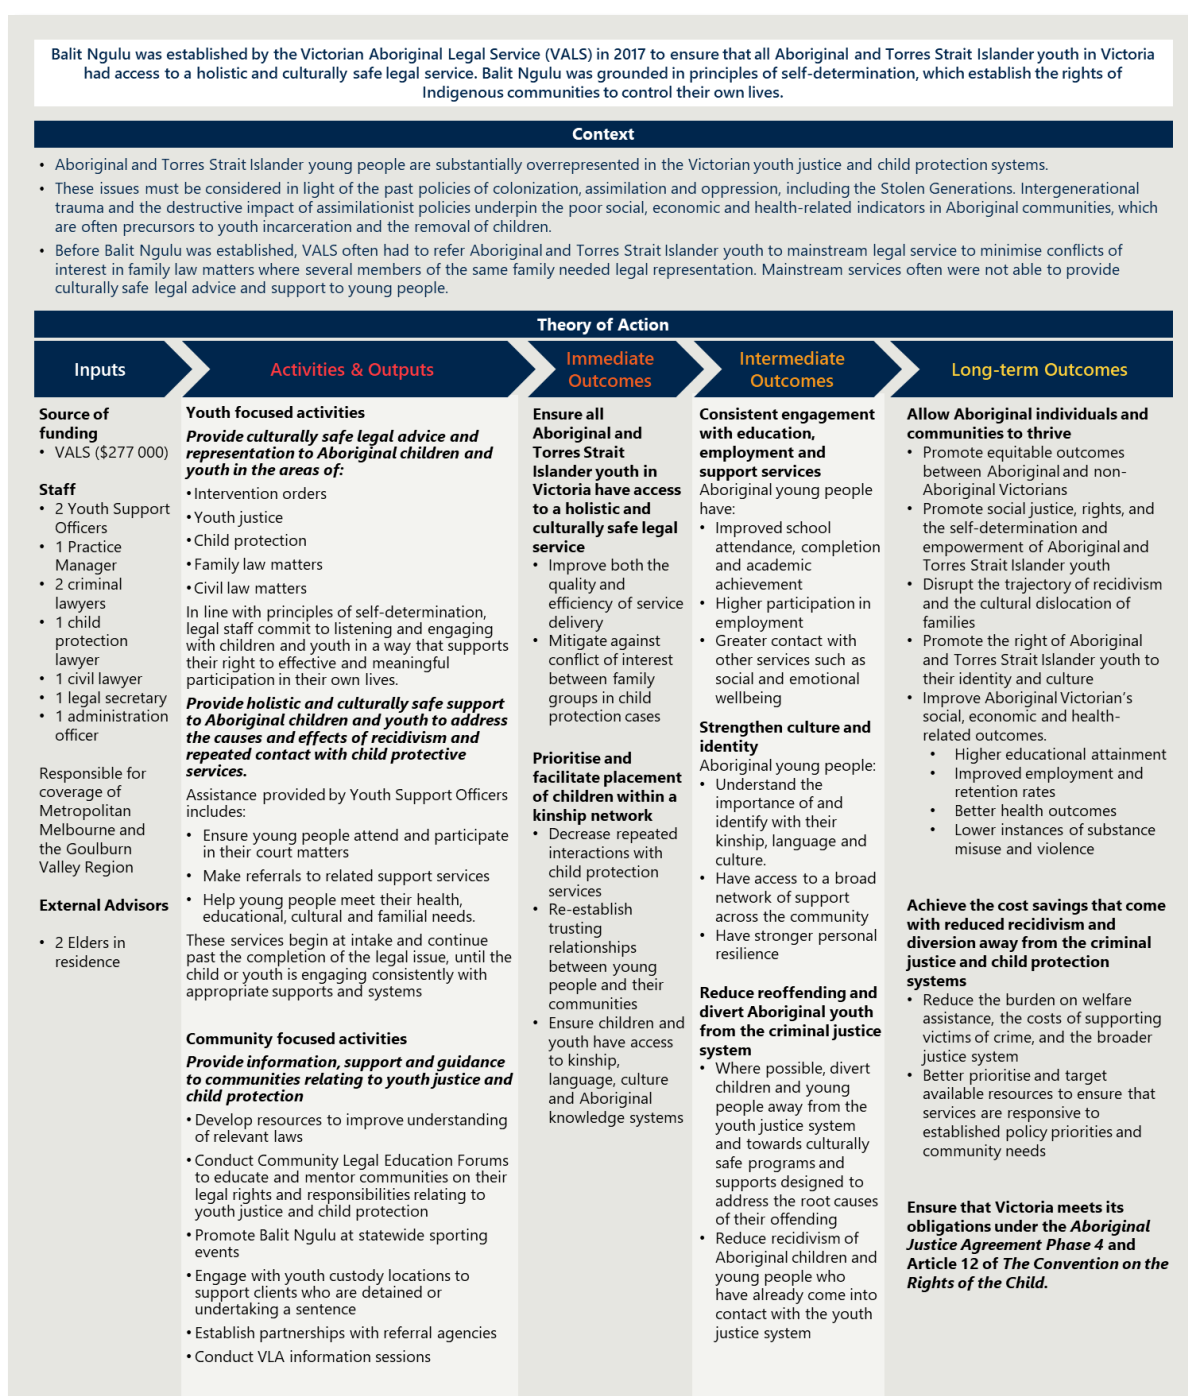 Balit Ngulu was established by the Victorian Aboriginal Legal Service (VALS) in 2017 to ensure that all Aboriginal and Torres Strait Islander youth in Victoria
had access to a holistic and culturally safe legal service. Balit Ngulu was grounded in principles of self-determination, which establish the rights of
Indigenous communities to control their own lives.
Context
• Aboriginal and Torres Strait Islander young people are substantially overrepresented in the Victorian youth justice and child protection systems.
• These issues must be considered in light of the past policies of colonization, assimilation and oppression, including the Stolen Generations. Intergenerational
trauma and the destructive impact of assimilationist policies underpin the poor social, economic and health-related indicators in Aboriginal communities, which
are often precursors to youth incarceration and the removal of children.
• Before Balit Ngulu was established, VALS often had to refer Aboriginal and Torres Strait Islander youth to mainstream legal service to minimise conflicts of
interest in family law matters where several members of the same family needed legal representation. Mainstream services often were not able to provide
culturally safe legal advice and support to young people.
Theory of Action
Inputs
Source of
funding
• VALS ($277 000)
Staff
• 2 Youth Support
Officers
• 1 Practice
Manager
• 2 criminal
lawyers
• 1 child
protection
lawyer
• 1 civil lawyer
• 1 legal secretary
• 1 administration
officer
Responsible for
coverage of
Metropolitan
Melbourne and
the Goulburn
Valley Region
External Advisors
• 2 Elders in
residence
Activities & Outputs
Youth focused activities
Provide culturally safe legal advice and
representation to Aboriginal children and
youth in the areas of:
• Intervention orders
• Youth justice
• Child protection
• Family law matters
• Civil law matters
In line with principles of self-determination,
legal staff commit to listening and engaging
with children and youth in a way that supports
their right to effective and meaningful
participation in their own lives.
Provide holistic and culturally safe support
to Aboriginal children and youth to address
the causes and effects of recidivism and
repeated contact with child protective
services.
Assistance provided by Youth Support Officers
includes:
• Ensure young people attend and participate
in their court matters
• Make referrals to related support services
• Help young people meet their health,
educational, cultural and familial needs.
These services begin at intake and continue
past the completion of the legal issue, until the
child or youth is engaging consistently with
appropriate supports and systems
Community focused activities
Provide information, support and guidance
to communities relating to youth justice and
child protection
• Develop resources to improve understanding
of relevant laws
• Conduct Community Legal Education Forums
to educate and mentor communities on their
legal rights and responsibilities relating to
youth justice and child protection
• Promote Balit Ngulu at statewide sporting
events
• Engage with youth custody locations to
support clients who are detained or
undertaking a sentence
• Establish partnerships with referral agencies
• Conduct VLA information sessions
Immediate
Outcomes
Ensure all
Aboriginal and
Torres Strait
Islander youth in
Victoria have access
to a holistic and
culturally safe legal
service
• Improve both the
quality and
efficiency of service
delivery
• Mitigate against
conflict of interest
between family
groups in child
protection cases
Prioritise and
facilitate placement
of children within a
kinship network
• Decrease repeated
interactions with
child protection
services
• Re-establish
trusting
relationships
between young
people and their
communities
• Ensure children and
youth have access
to kinship,
language, culture
and Aboriginal
knowledge systems
Intermediate
Outcomes
Consistent engagement
with education,
employment and
support services
Aboriginal young people
have:
• Improved school
attendance, completion
and academic
achievement
• Higher participation in
employment
• Greater contact with
other services such as
social and emotional
wellbeing
Strengthen culture and
identity
Aboriginal young people:
• Understand the
importance of and
identify with their
kinship, language and
culture.
• Have access to a broad
network of support
across the community
• Have stronger personal
resilience
Reduce reoffending and
divert Aboriginal youth
from the criminal justice
system
• Where possible, divert
children and young
people away from the
youth justice system
and towards culturally
safe programs and
supports designed to
address the root causes
of their offending
• Reduce recidivism of
Aboriginal children and
young people who
have already come into
contact with the youth
justice system
Long-term Outcomes
Allow Aboriginal individuals and
communities to thrive
• Promote equitable outcomes
between Aboriginal and non-
Aboriginal Victorians
• Promote social justice, rights, and
the self-determination and
empowerment of Aboriginal and
Torres Strait Islander youth
• Disrupt the trajectory of recidivism
and the cultural dislocation of
families
• Promote the right of Aboriginal
and Torres Strait Islander youth to
their identity and culture
• Improve Aboriginal Victorian's
social, economic and health-
related outcomes.
• Higher educational attainment
• Improved employment and
retention rates
• Better health outcomes
• Lower instances of substance
misuse and violence
Achieve the cost savings that come
with reduced recidivism and
diversion away from the criminal
justice and child protection
systems
• Reduce the burden on welfare
assistance, the costs of supporting
victims of crime, and the broader
justice system
• Better prioritise and target
available resources to ensure that
services are responsive to
established policy priorities and
community needs
Ensure that Victoria meets its
obligations under the Aboriginal
Justice Agreement Phase 4 and
Article 12 of The Convention on the
Rights of the Child.